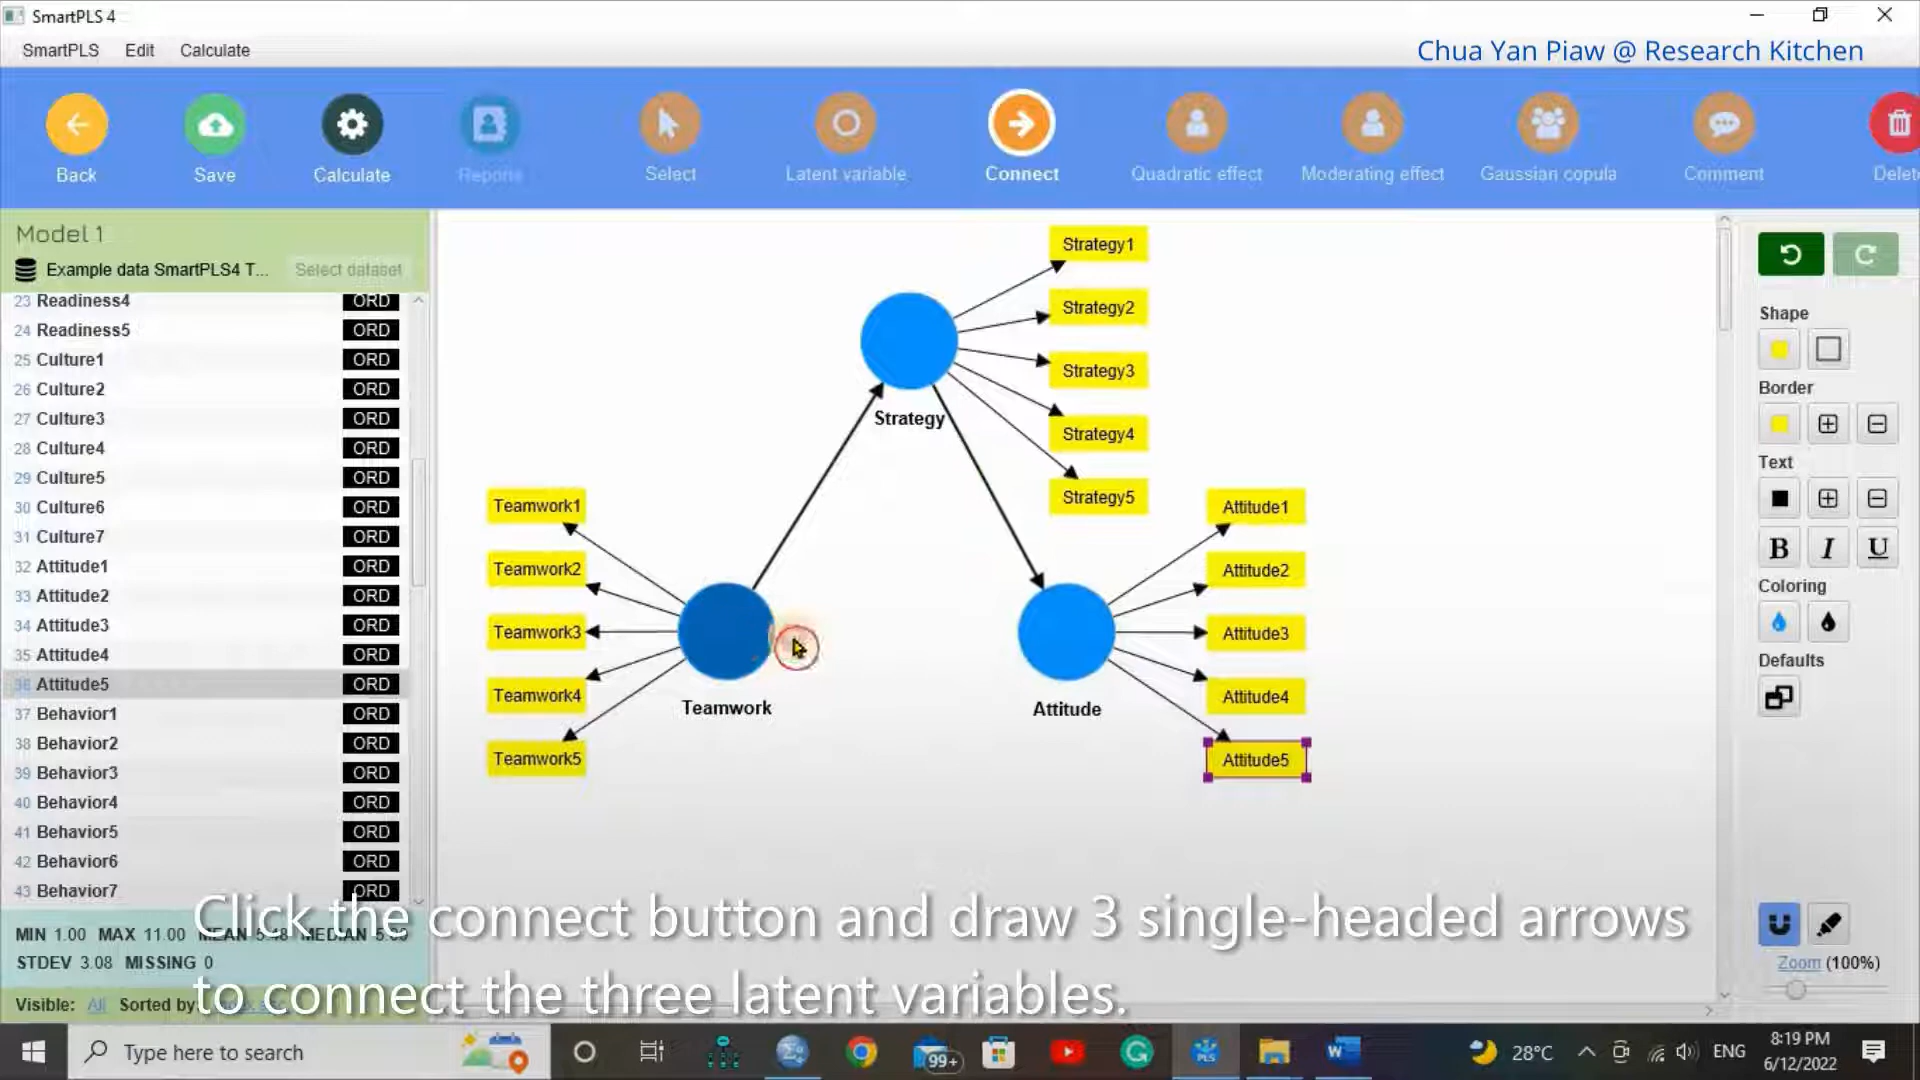 SmartPLS 4
SmartPLS Edit Calculate
Chua Yan Piaw @ Research Kitchen
Back Save Calculate Reports Select Latent variable Connect Quadratic effect Moderating effect Gaussian copula Comment Delete
Model 1
Example data SmartPLS4 T... Select dataset
23 Readiness4 ORD
24 Readiness5 ORD
25 Culture1 ORD
26 Culture2 ORD
27 Culture3 ORD
28 Culture4 ORD
29 Culture5 ORD
30 Culture6 ORD
31 Culture7 ORD
32 Attitude1 ORD
33 Attitude2 ORD
34 Attitude3 ORD
35 Attitude4 ORD
36 Attitude5 ORD
37 Behavior1 ORD
38 Behavior2 ORD
39 Behavior3 ORD
40 Behavior4 ORD
41 Behavior5 ORD
42 Behavior6 ORD
43 Behavior7 ORD
MIN 1.00 MAX 11.00 MEAN 5.48 MEDIAN
STDEV 3.08 MISSING 0
Visible: All Sorted by:
Strategy1
Strategy2
Strategy3
Strategy4
Strategy5
Strategy
Teamwork1
Teamwork2
Teamwork3
Teamwork4
Teamwork5
Teamwork
Attitude1
Attitude2
Attitude3
Attitude4
Attitude5
Attitude
Shape
Border
Text
B I U
Coloring
Defaults
Zoom (100%)
Click the connect button and draw 3 single-headed arrows
to connect the three latent variables.
Type here to search
99+
PLS
28°C
ENG
8:19 PM
6/12/2022